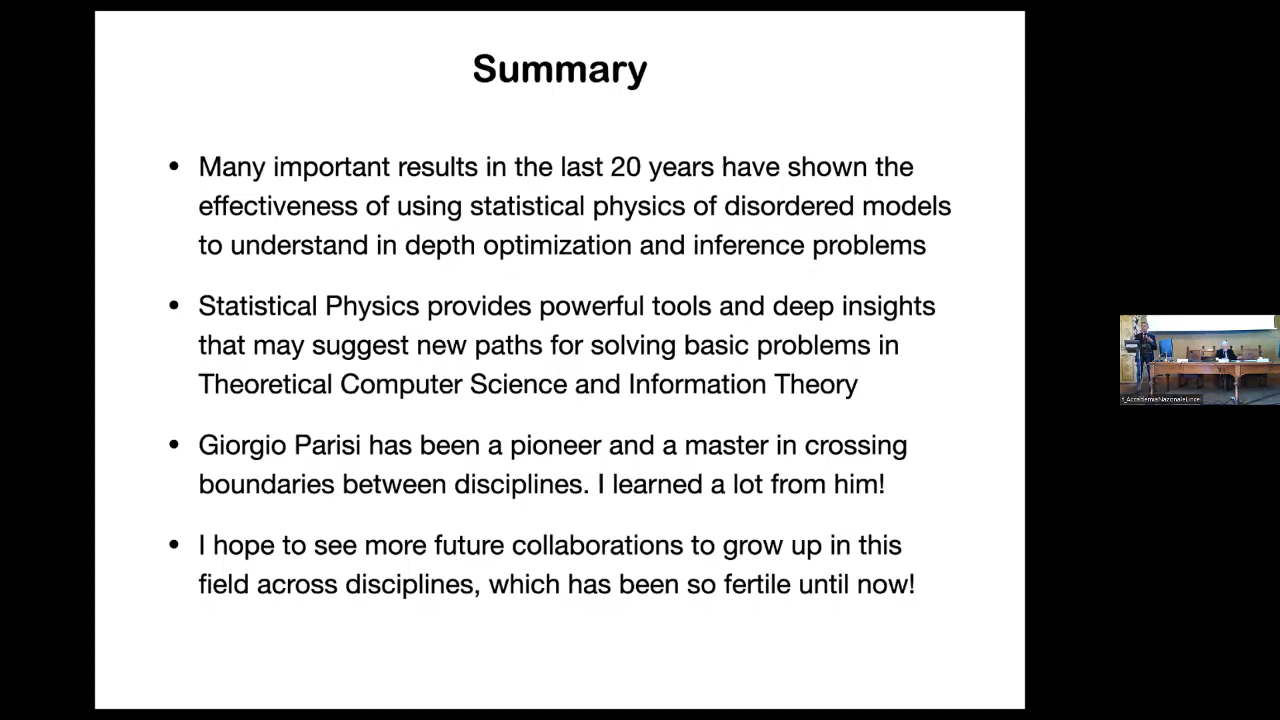 Summary
• Many important results in the last 20 years have shown the
effectiveness of using statistical physics of disordered models
to understand in depth optimization and inference problems
• Statistical Physics provides powerful tools and deep insights
that may suggest new paths for solving basic problems in
Theoretical Computer Science and Information Theory
• Giorgio Parisi has been a pioneer and a master in crossing
boundaries between disciplines. I learned a lot from him!
• I hope to see more future collaborations to grow up in this
field across disciplines, which has been so fertile until now!